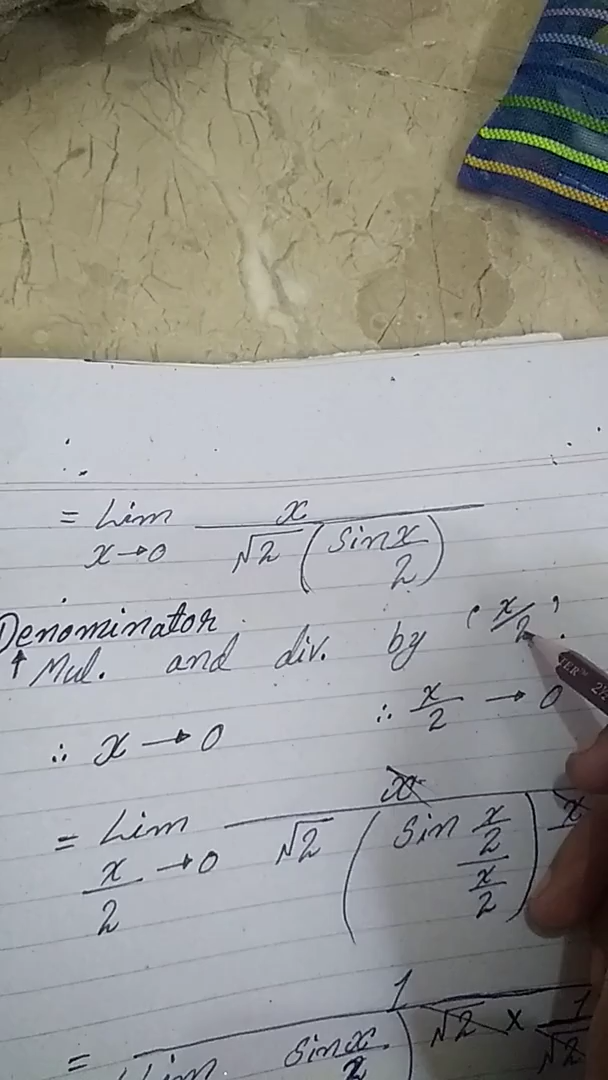 = Lim x→0 x / √2 (Sin x/2)
Denominator
↑ Mul. and div. by ‘x/2’.
∴ x → 0 ∴ x/2 → 0
= Lim x/2→0 x / √2 (Sin x/2 / x/2) x
= 1 / Lim Sin x/2) √2 × 1/√2